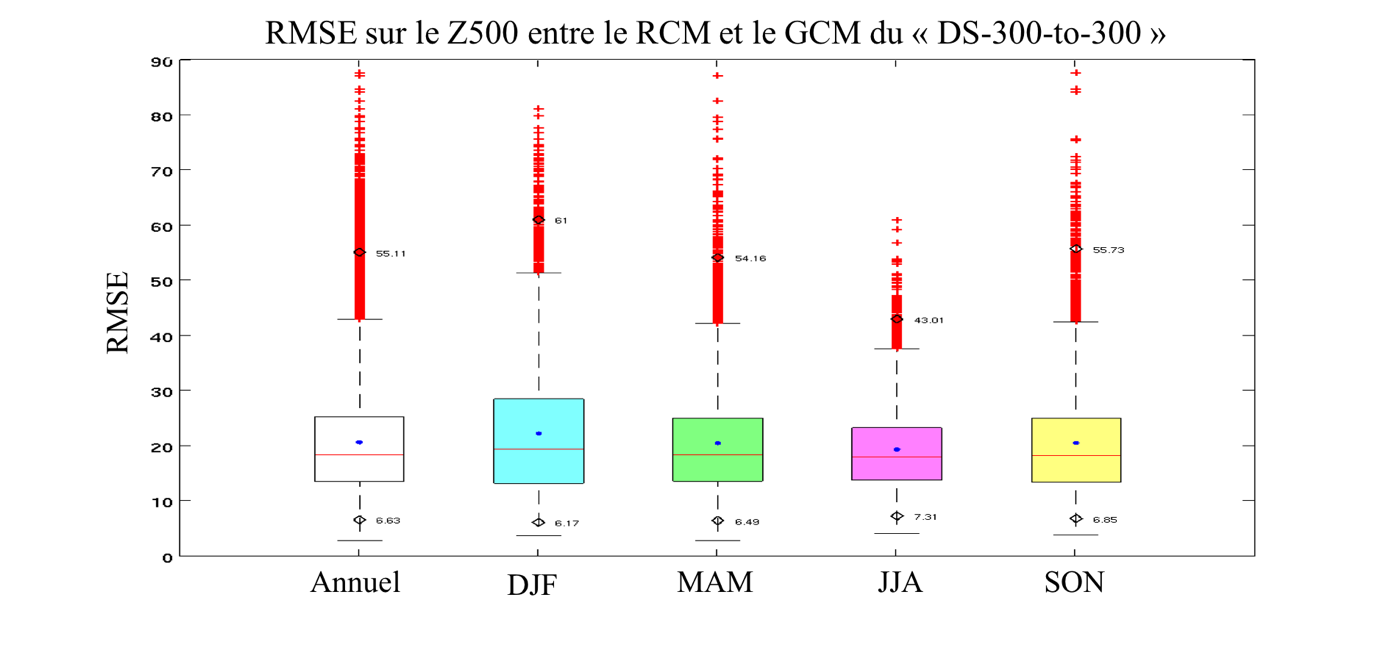 RMSE sur le Z500 entre le RCM et le GCM du « DS-300-to-300 »
90
80
70
60
50
40
30
20
10
0
RMSE
55.11
61
54.16
43.01
55.73
6.63
6.17
6.49
7.31
6.85
Annuel
DJF
MAM
JJA
SON